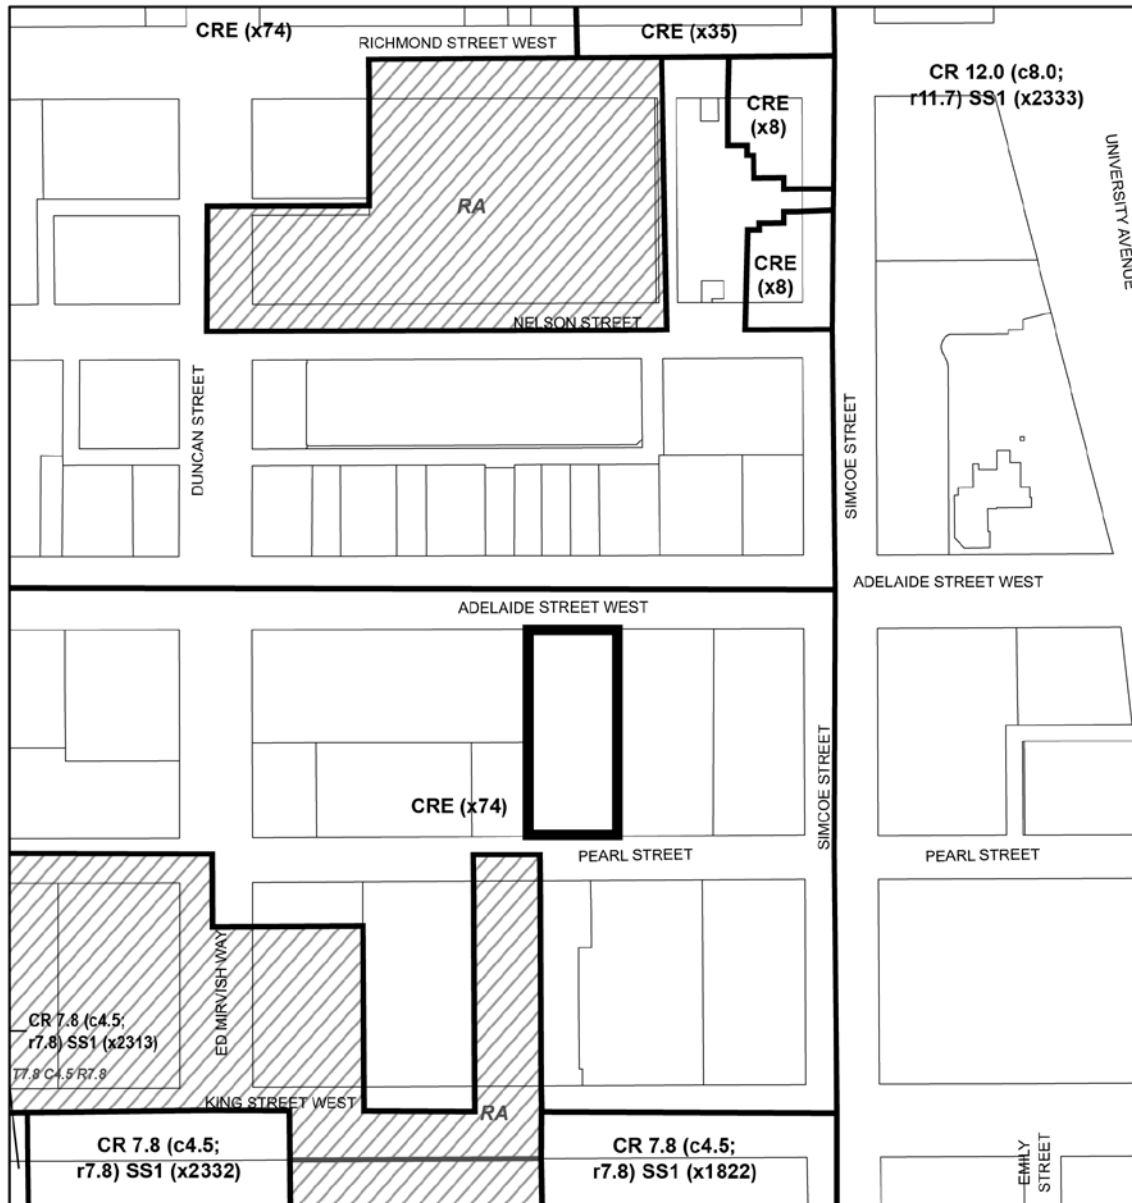 CRE (x74)
RICHMOND STREET WEST
CRE (x35)
CR 12.0 (c8.0;
r11.7) SS1 (x2333)
CRE
(x8)
UNIVERSITY AVENUE
RA
CRE
(x8)
NELSON STREET
DUNCAN STREET
SIMCOE STREET
ADELAIDE STREET WEST
ADELAIDE STREET WEST
SIMCOE STREET
CRE (x74)
PEARL STREET
PEARL STREET
ED MIRVISH WAY
CR 7.8 (c4.5;
r7.8) SS1 (x2313)
T7.8 C4.5 R7.8
KING STREET WEST
RA
CR 7.8 (c4.5;
r7.8) SS1 (x2332)
CR 7.8 (c4.5;
r7.8) SS1 (x1822)
EMILY
STREET